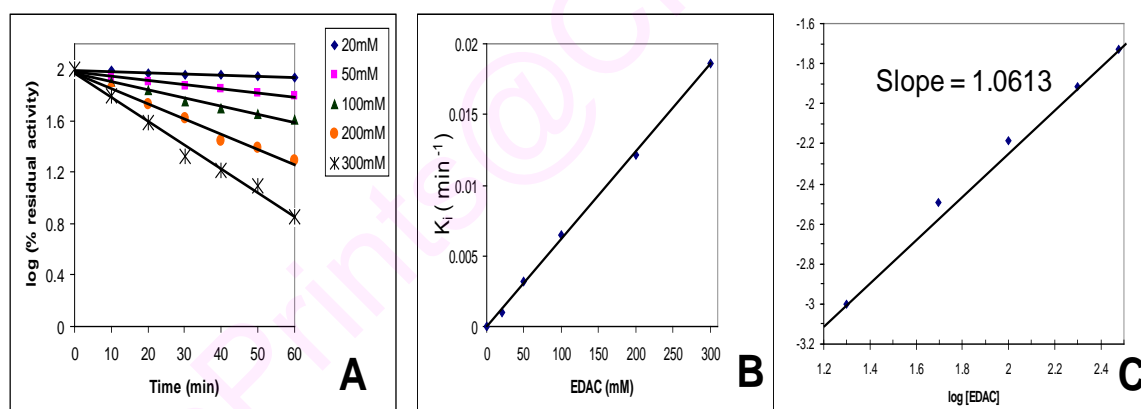 log (% residual activity)
2
1.6
1.2
0.8
0.4
0
0 10 20 30 40 50 60
Time (min)
20mM
50mM
100mM
200mM
300mM
A
Ki ( min -1)
0.02
0.015
0.01
0.005
0
0 50 100 150 200 250 300
EDAC (mM)
B
Slope = 1.0613
-1.6
-1.8
-2
-2.2
-2.4
-2.6
-2.8
-3
-3.2
1.2 1.4 1.6 1.8 2 2.2 2.4
log [EDAC]
C
Prints@C